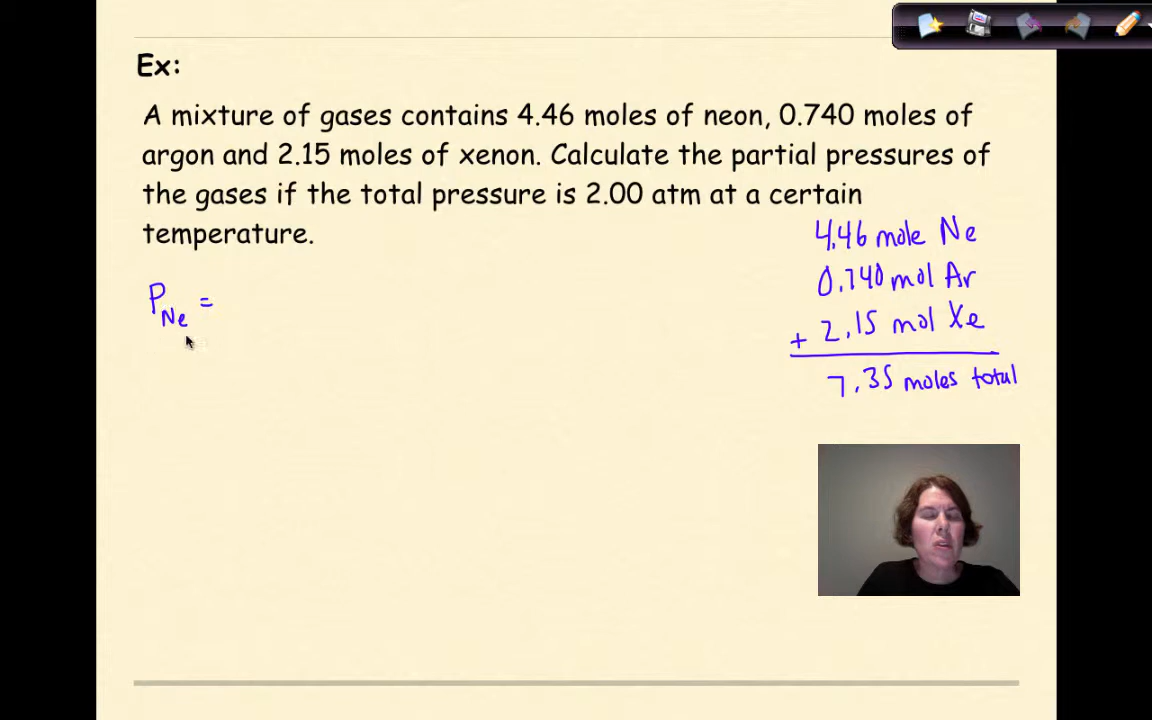 Ex:
A mixture of gases contains 4.46 moles of neon, 0.740 moles of
argon and 2.15 moles of xenon. Calculate the partial pressures of
the gases if the total pressure is 2.00 atm at a certain
temperature.
4.46 mole Ne
0.740 mol Ar
+ 2.15 mol Xe
7.35 moles total
P Ne =